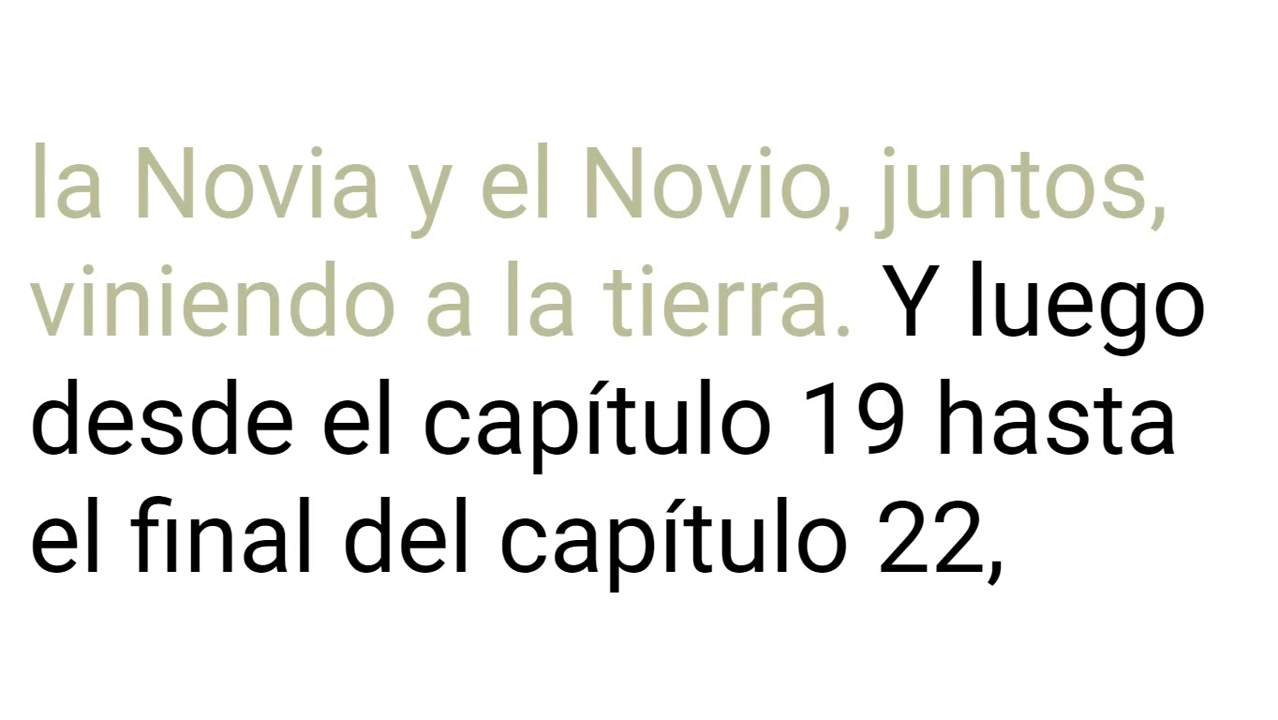 la Novia y el Novio, juntos,
viniendo a la tierra. Y luego
desde el capítulo 19 hasta
el final del capítulo 22,